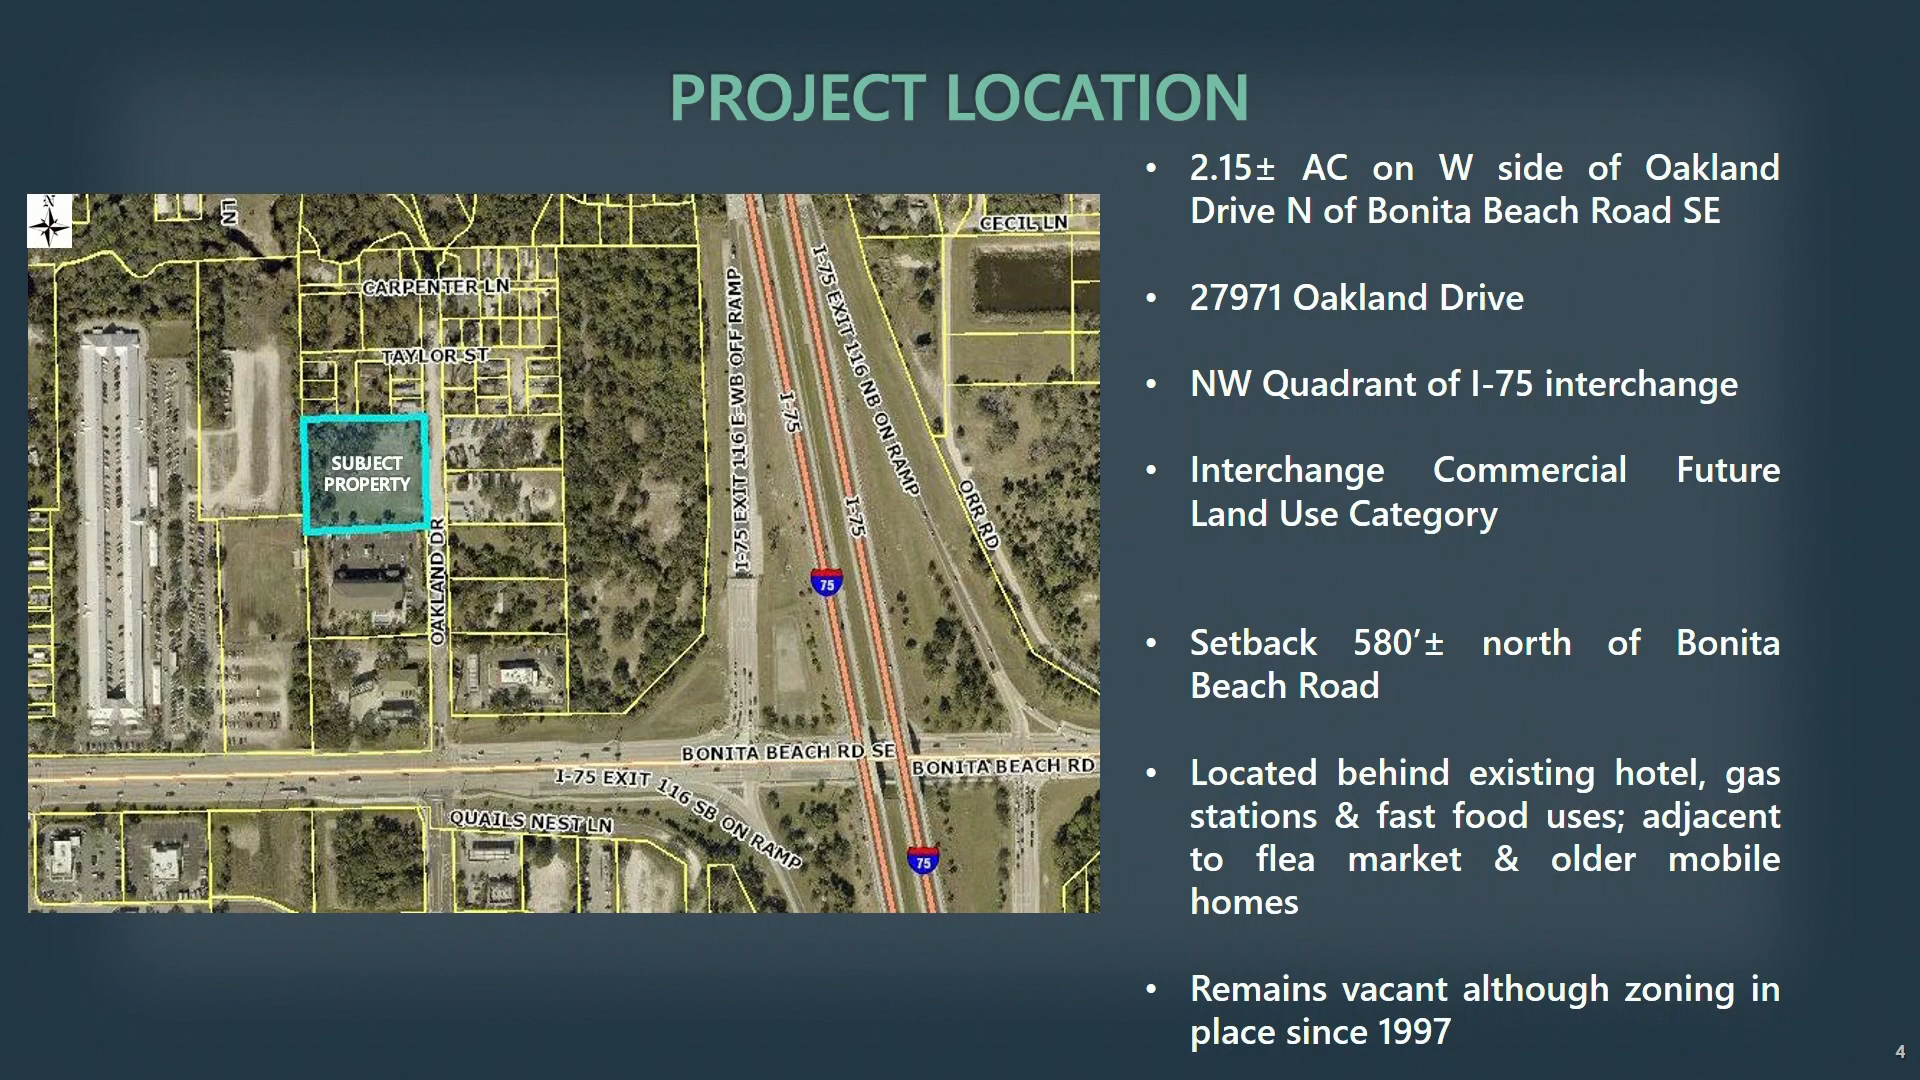 PROJECT LOCATION
N
LN
CECIL LN
CARPENTER LN
TAYLOR ST
SUBJECT
PROPERTY
OAKLAND DR
I-75 EXIT 116 E-WB OFF RAMP
I-75
I-75 EXIT 116 NB ON RAMP
I-75
ORR RD
75
BONITA BEACH RD SE
BONITA BEACH RD
I-75 EXIT 116 SB ON RAMP
QUAILS NEST LN
75
• 2.15± AC on W side of Oakland
Drive N of Bonita Beach Road SE
• 27971 Oakland Drive
• NW Quadrant of I-75 interchange
• Interchange Commercial Future
Land Use Category
• Setback 580’± north of Bonita
Beach Road
• Located behind existing hotel, gas
stations & fast food uses; adjacent
to flea market & older mobile
homes
• Remains vacant although zoning in
place since 1997
4